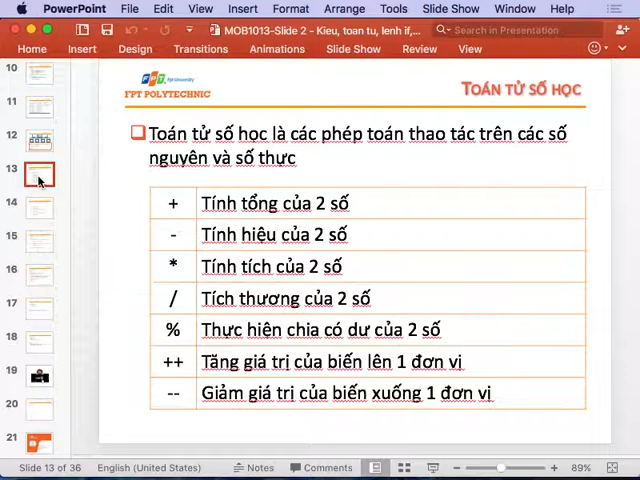 PowerPoint File Edit View Insert Format Arrange Tools Slide Show Window Help
MOB1013-Slide 2 - Kieu, toan tu, lenh if,...
Search in Presentation
Home Insert Design Transitions Animations Slide Show Review View
10
11
12
13
14
15
16
17
18
19
20
21
FPT University
FPT POLYTECHNIC
TOÁN TỬ SỐ HỌC
Toán tử số học là các phép toán thao tác trên các số
nguyên và số thực
+ Tính tổng của 2 số
- Tính hiệu của 2 số
* Tính tích của 2 số
/ Tích thương của 2 số
% Thực hiện chia có dư của 2 số
++ Tăng giá trị của biến lên 1 đơn vị
-- Giảm giá trị của biến xuống 1 đơn vị
Slide 13 of 36 English (United States) Notes Comments 89%